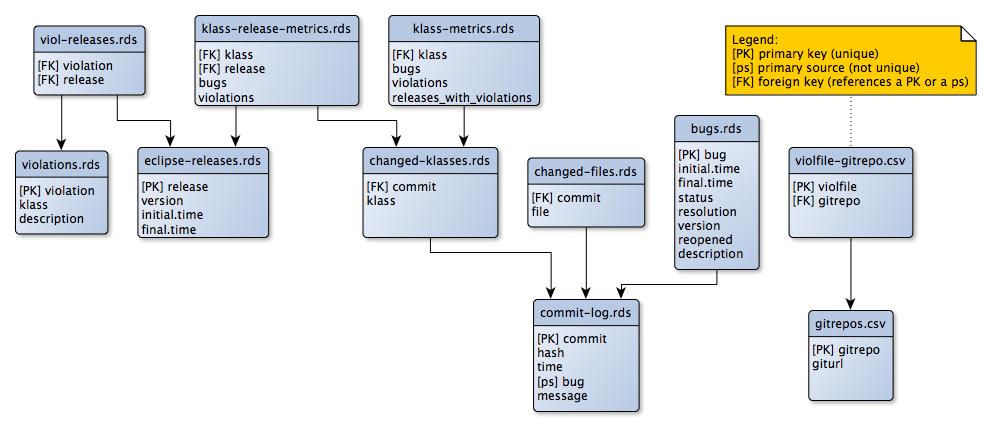 viol-releases.rds
[FK] violation
[FK] release
klass-release-metrics.rds
[FK] klass
[FK] release
bugs
violations
klass-metrics.rds
[FK] klass
bugs
violations
releases_with_violations
Legend:
[PK] primary key (unique)
[ps] primary source (not unique)
[FK] foreign key (references a PK or a ps)
violations.rds
[PK] violation
klass
description
eclipse-releases.rds
[PK] release
version
initial.time
final.time
changed-klasses.rds
[FK] commit
klass
changed-files.rds
[FK] commit
file
bugs.rds
[PK] bug
initial.time
final.time
status
resolution
version
reopened
description
violfile-gitrepo.csv
[PK] violfile
[FK] gitrepo
commit-log.rds
[PK] commit
hash
time
[ps] bug
message
gitrepos.csv
[PK] gitrepo
giturl